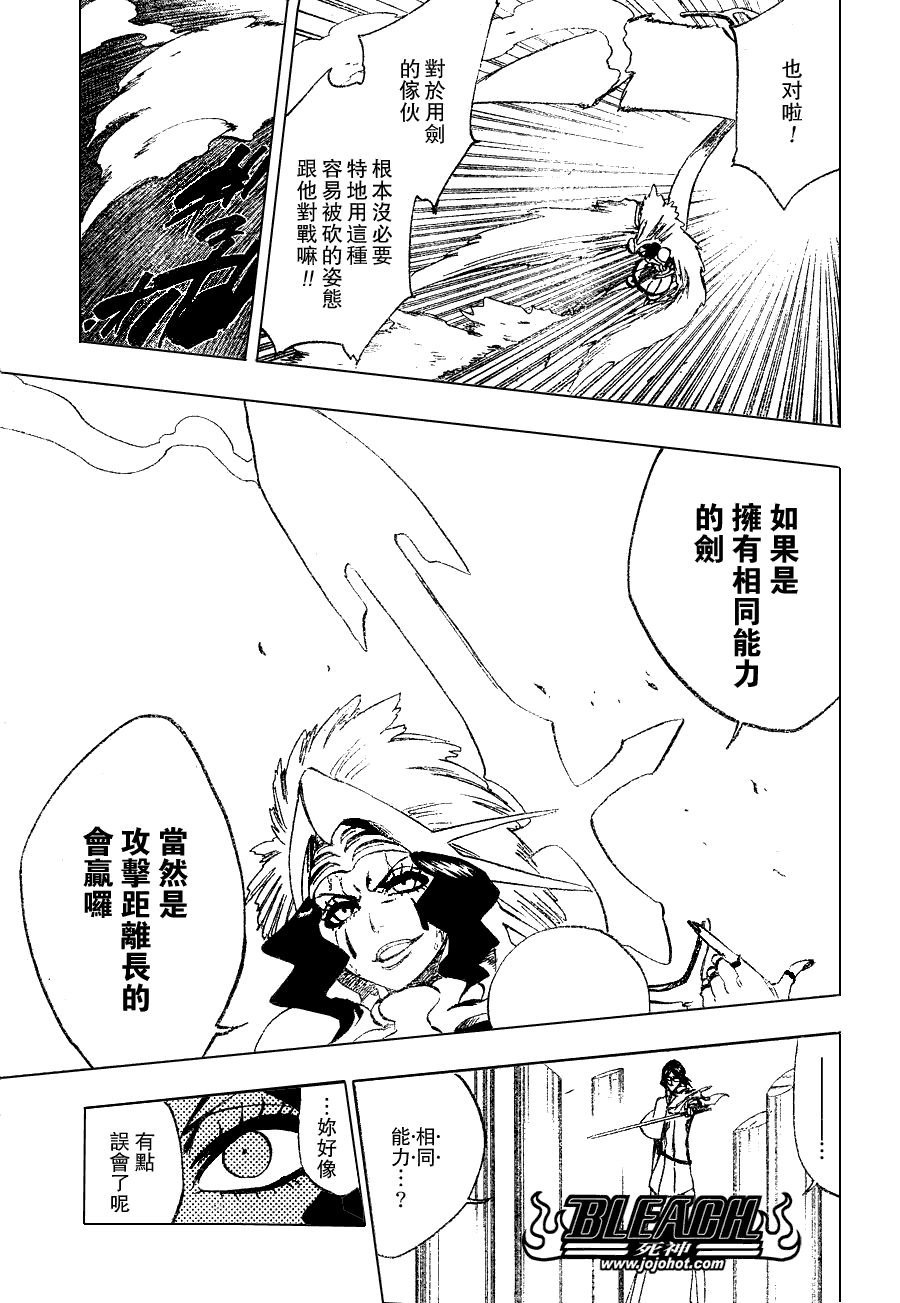 也对啦！
對於用劍
的傢伙
根本沒必要
特地用這種
容易被砍的姿態
跟他對戰嘛!!
如果是
擁有相同能力
的劍
當然是
攻擊距離長的
會贏囉
……
相同
能力…？
…妳好像
有點
誤會了呢
BLEACH
死神
www.jojohot.com